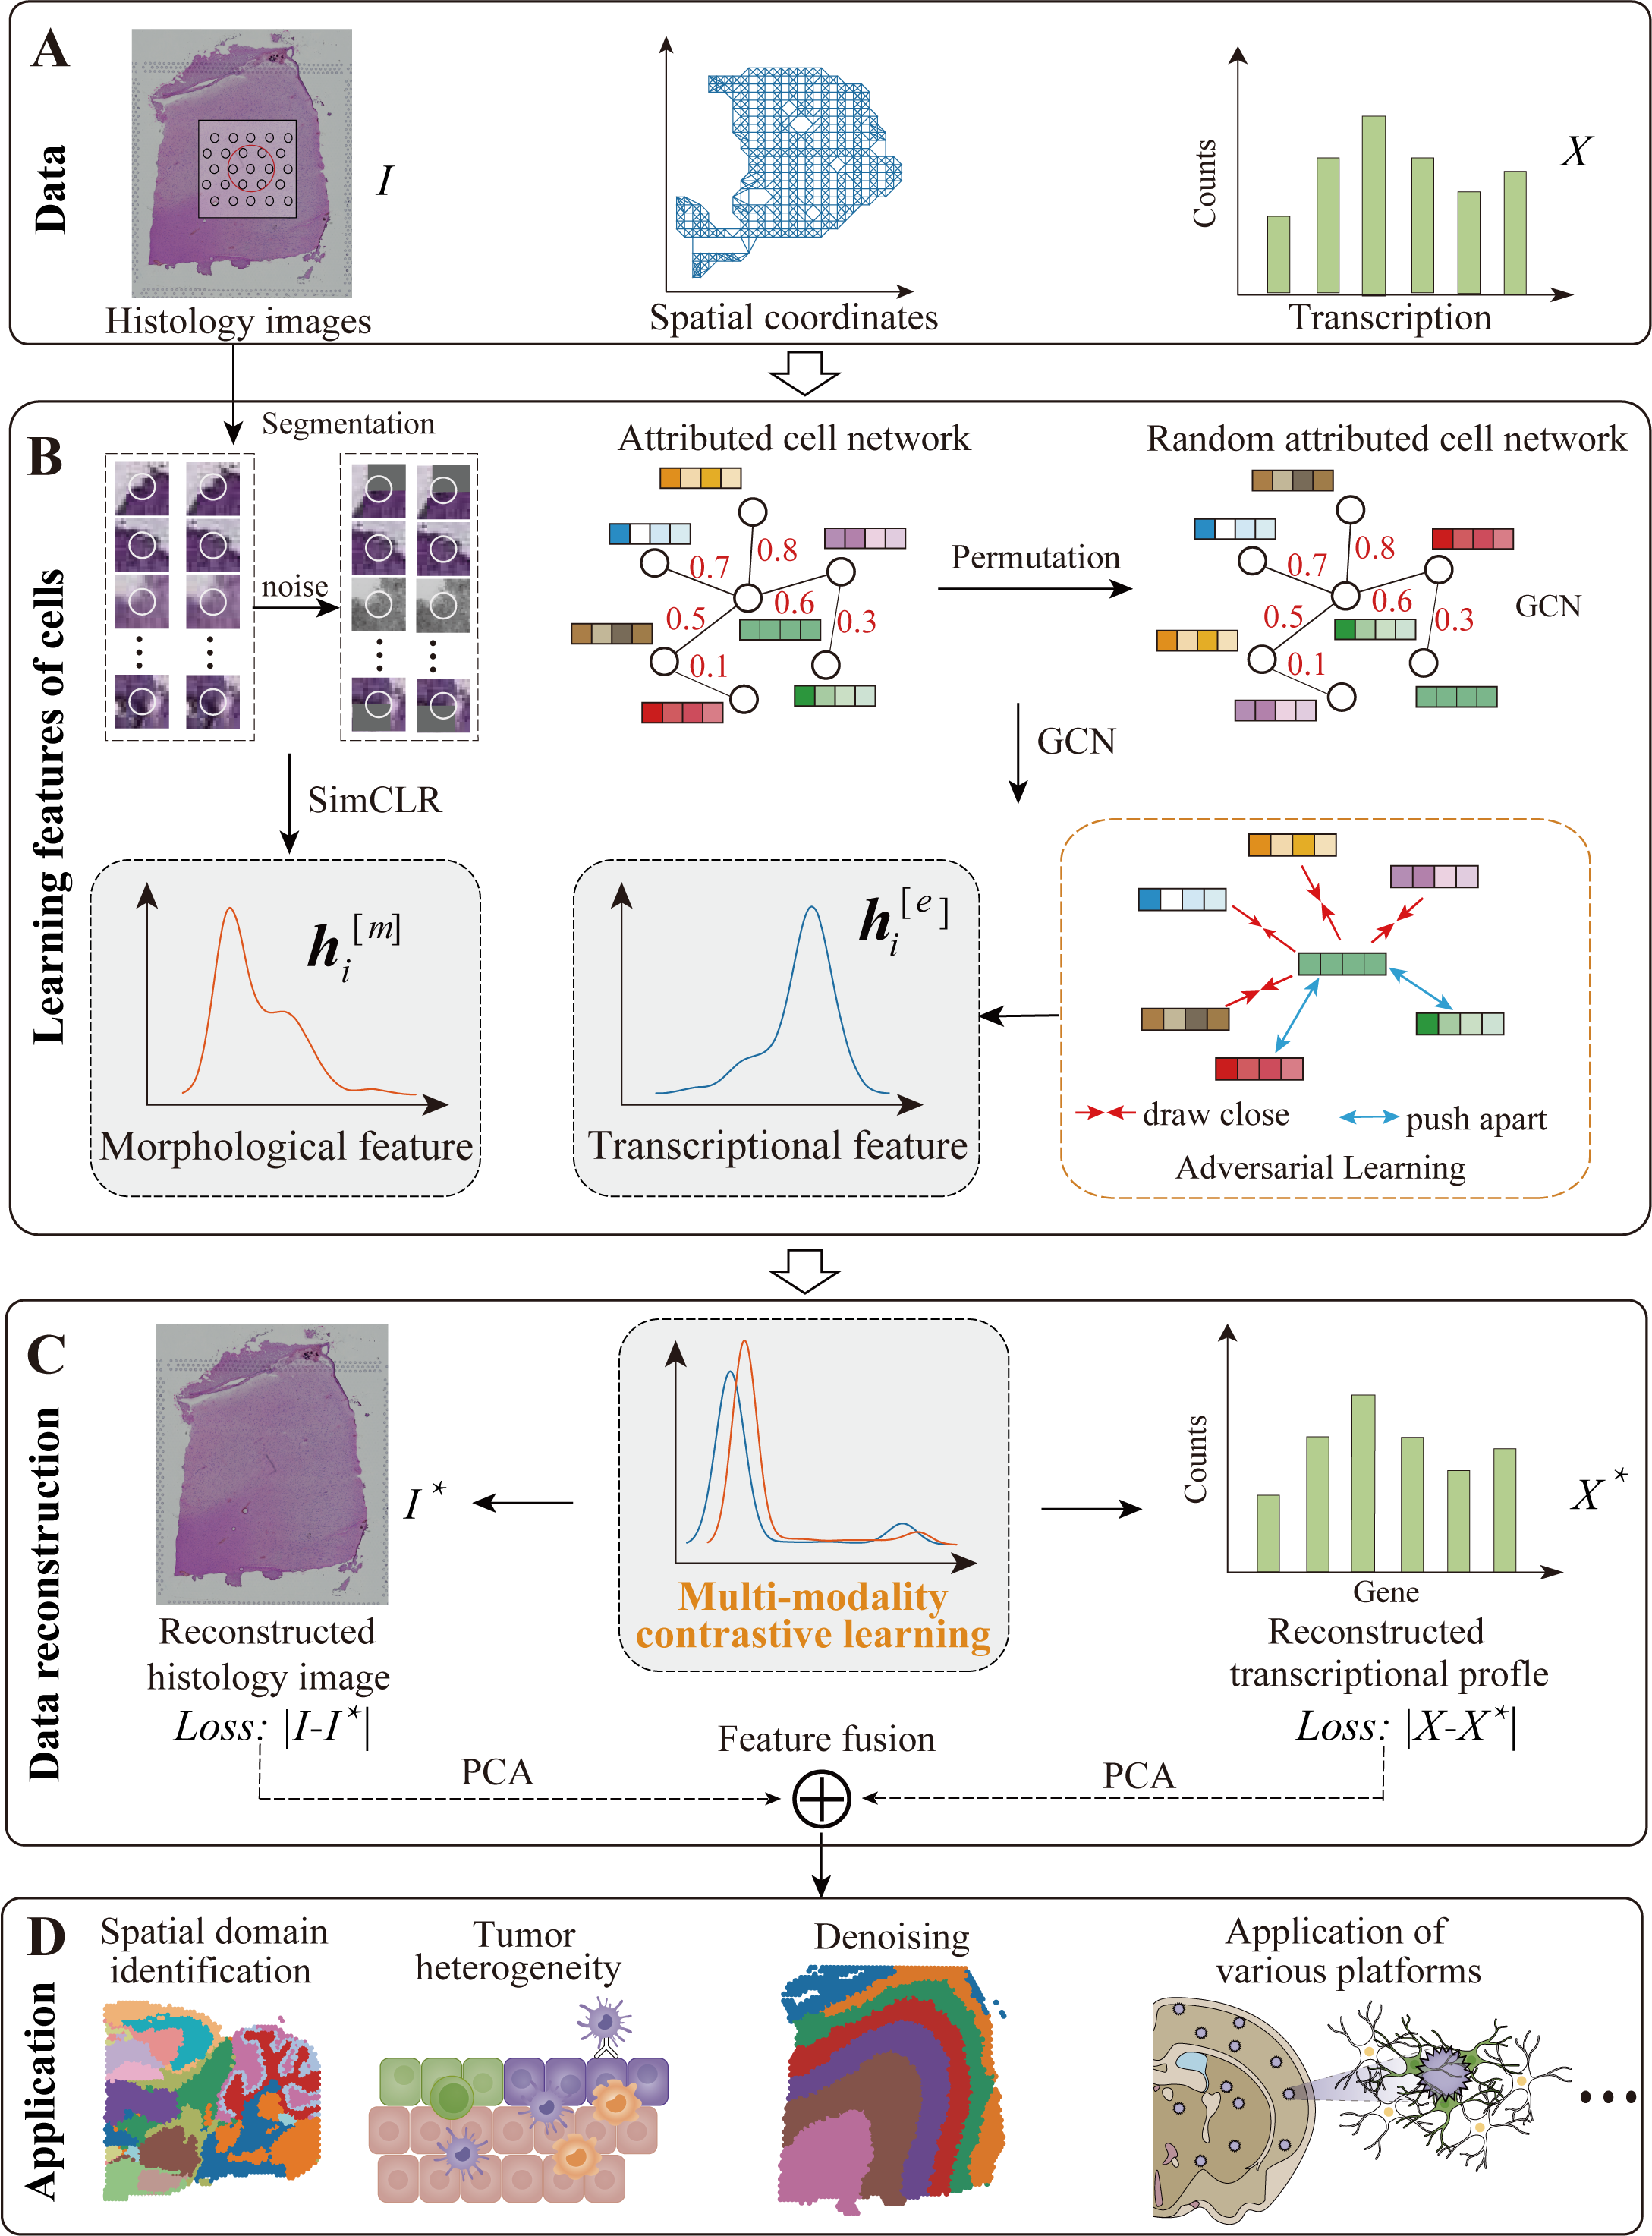 A
Data
I
Histology images
Spatial coordinates
Counts
X
Transcription
B
Learning features of cells
Segmentation
noise
SimCLR
Attributed cell network
0.7
0.8
0.5
0.6
0.3
0.1
Permutation
Random attributed cell network
0.7
0.8
0.5
0.6
0.3
0.1
GCN
GCN
h_i^[m]
Morphological feature
h_i^[e]
Transcriptional feature
draw close
push apart
Adversarial Learning
C
Data reconstruction
I*
Reconstructed
histology image
Loss: |I-I*|
Multi-modality
contrastive learning
Counts
X*
Gene
Reconstructed
transcriptional profle
Loss: |X-X*|
Feature fusion
PCA
PCA
D
Application
Spatial domain
identification
Tumor
heterogeneity
Denoising
Application of
various platforms